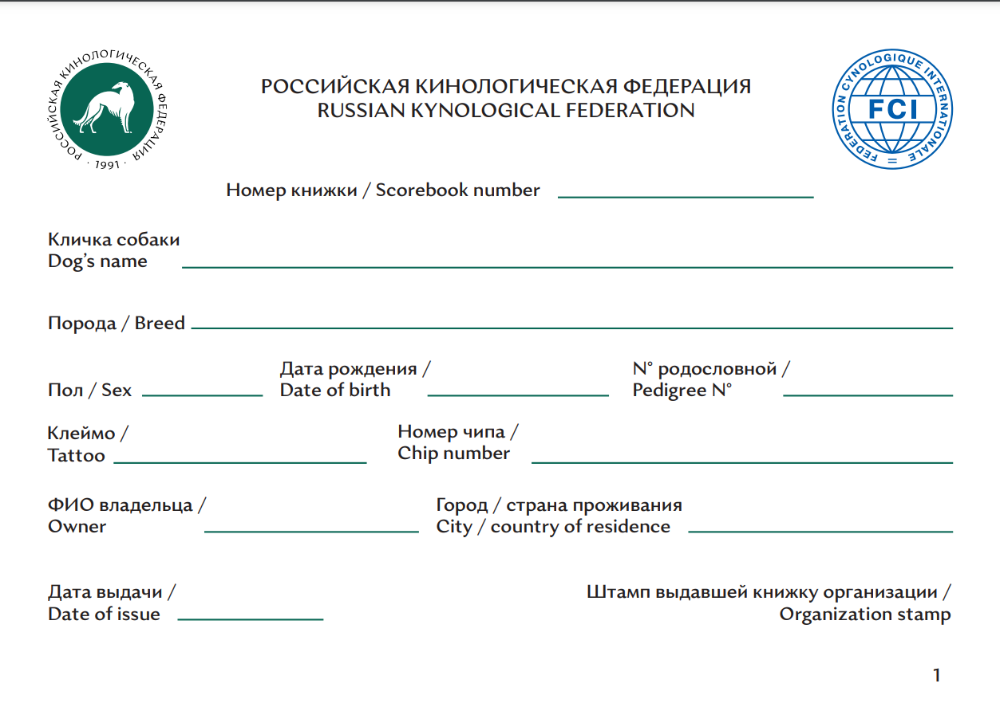 РОССИЙСКАЯ КИНОЛОГИЧЕСКАЯ ФЕДЕРАЦИЯ
· 1991 ·
РОССИЙСКАЯ КИНОЛОГИЧЕСКАЯ ФЕДЕРАЦИЯ
RUSSIAN KYNOLOGICAL FEDERATION
FEDERATION CYNOLOGIQUE INTERNATIONALE =
FCI
Номер книжки / Scorebook number
Кличка собаки
Dog’s name
Порода / Breed
Пол / Sex
Дата рождения /
Date of birth
N° родословной /
Pedigree N°
Клеймо /
Tattoo
Номер чипа /
Chip number
ФИО владельца /
Owner
Город / страна проживания
City / country of residence
Дата выдачи /
Date of issue
Штамп выдавшей книжку организации /
Organization stamp
1